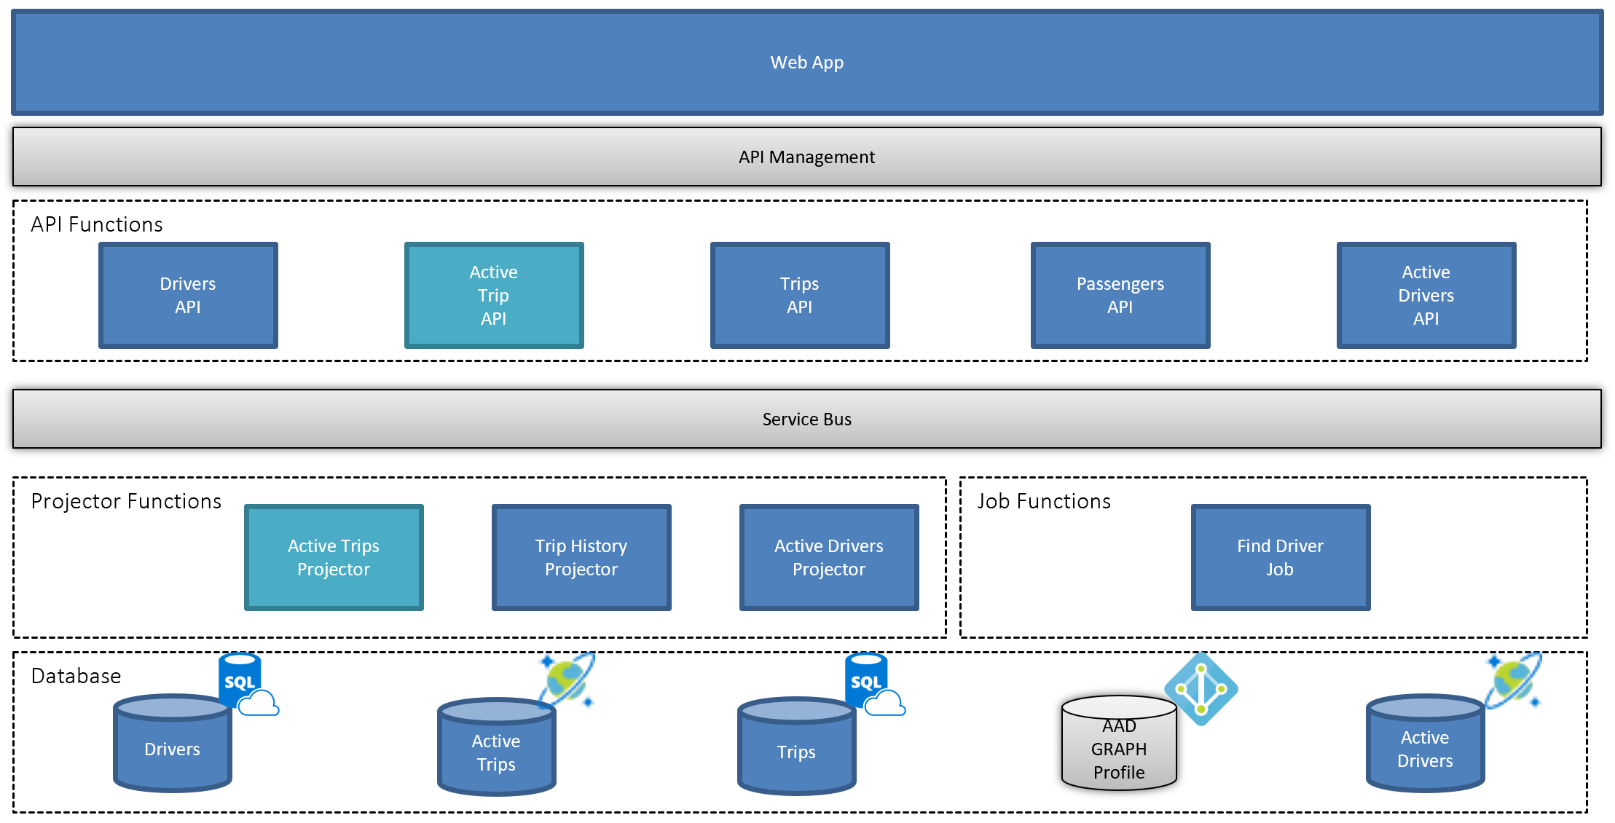 Web App
API Management
API Functions
Drivers
API
Active
Trip
API
Trips
API
Passengers
API
Active
Drivers
API
Service Bus
Projector Functions
Active Trips
Projector
Trip History
Projector
Active Drivers
Projector
Job Functions
Find Driver
Job
Database
SQL
Drivers
Active
Trips
SQL
Trips
AAD
GRAPH
Profile
Active
Drivers